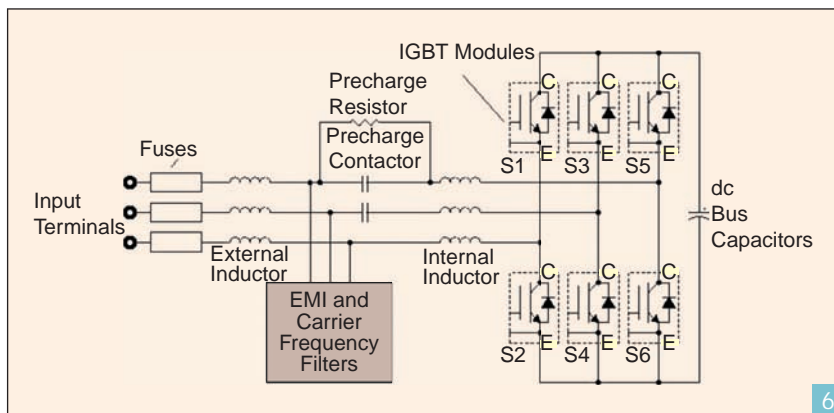 IGBT Modules
Precharge
Resistor
Precharge
Contactor
Fuses
Input
Terminals
External
Inductor
Internal
Inductor
EMI and
Carrier
Frequency
Filters
C
C
C
E
E
E
S1
S3
S5
dc
Bus
Capacitors
C
C
C
E
E
E
S2
S4
S6
6